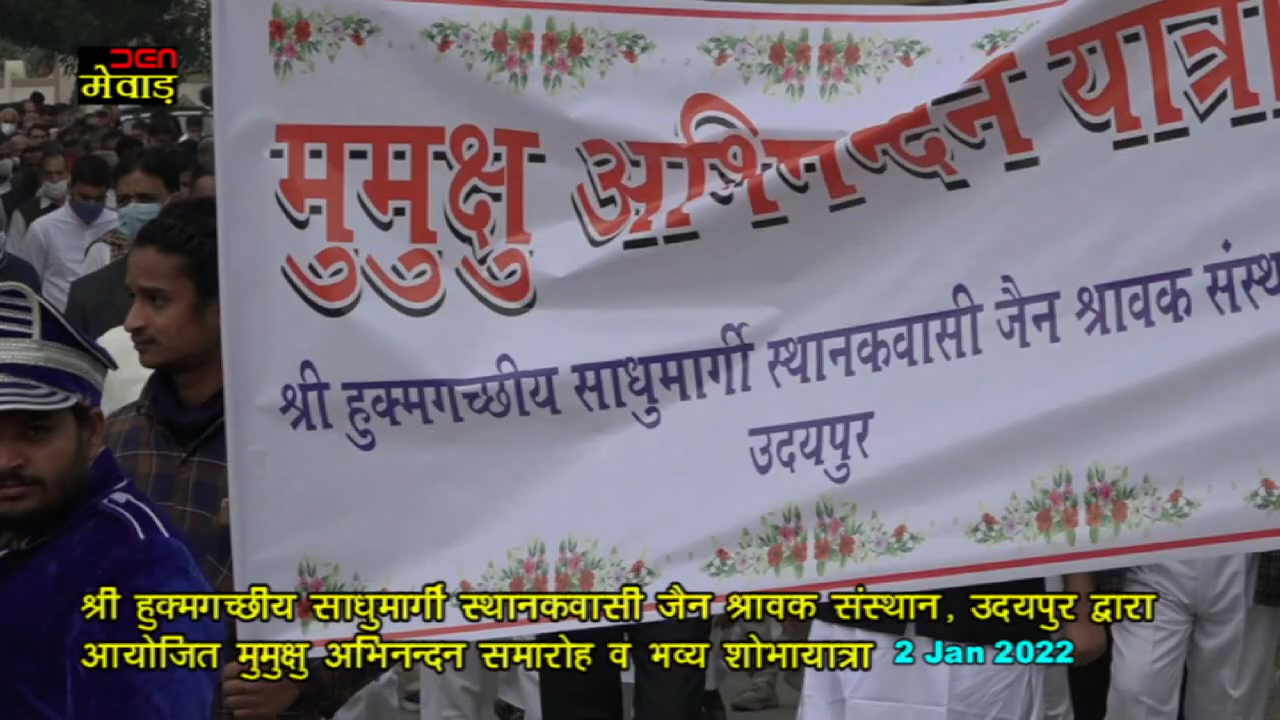 DEN
मेवाड़
मुमुक्षु अभिनन्दन यात्रा
श्री हुक्मगच्छीय साधुमार्गी स्थानकवासी जैन श्रावक संस्थ
उदयपुर
श्री हुक्मगच्छीय साधुमार्गी स्थानकवासी जैन श्रावक संस्थान, उदयपुर द्वारा
आयोजित मुमुक्षु अभिनन्दन समारोह व भव्य शोभायात्रा 2 Jan 2022